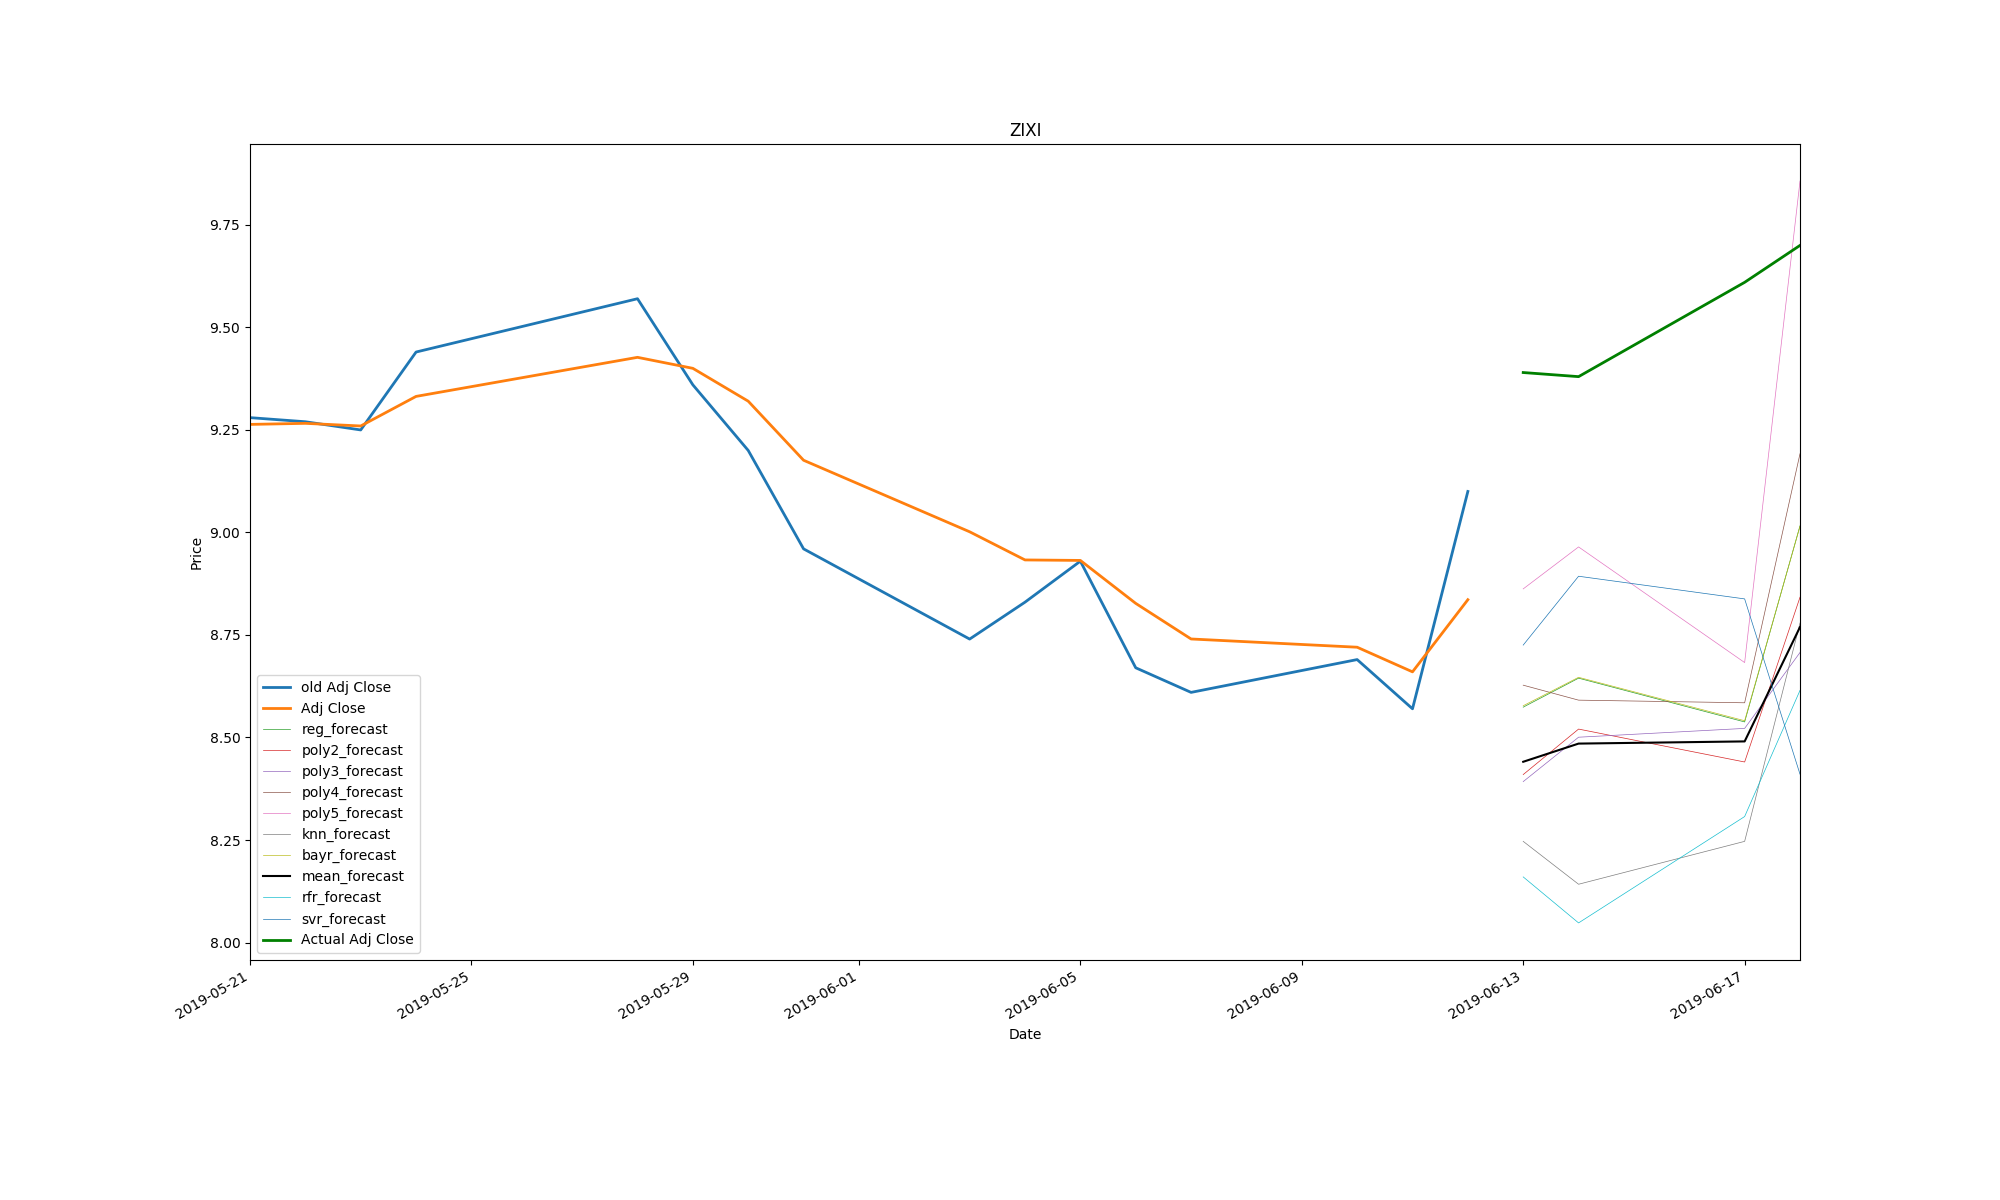 ZIXI
Price
9.75
9.50
9.25
9.00
8.75
8.50
8.25
8.00
old Adj Close
Adj Close
reg_forecast
poly2_forecast
poly3_forecast
poly4_forecast
poly5_forecast
knn_forecast
bayr_forecast
mean_forecast
rfr_forecast
svr_forecast
Actual Adj Close
2019-05-21
2019-05-25
2019-05-29
2019-06-01
2019-06-05
2019-06-09
2019-06-13
2019-06-17
Date